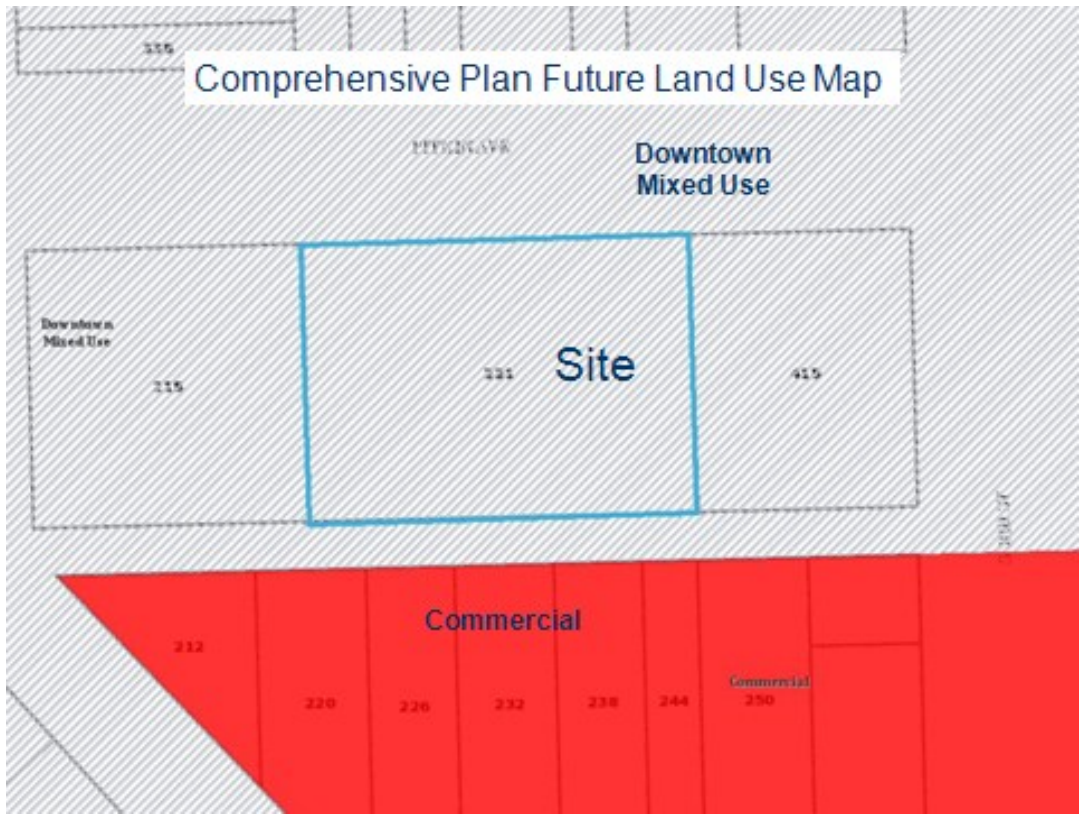 Comprehensive Plan Future Land Use Map
Downtown
Mixed Use
Downtown
Mixed Use
Site
415
Commercial
212
220
226
232
238
244
250
Commercial